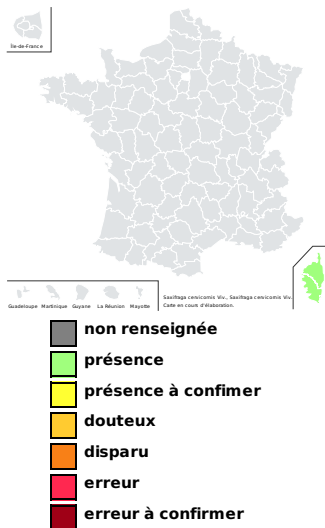 Île-de-France
Guadeloupe Martinique Guyane La Réunion Mayotte
Saxifraga cervicornis Viv., Saxifraga cervicornis Viv.
Carte en cours d'élaboration.
non renseignée
présence
présence à confimer
douteux
disparu
erreur
erreur à confirmer